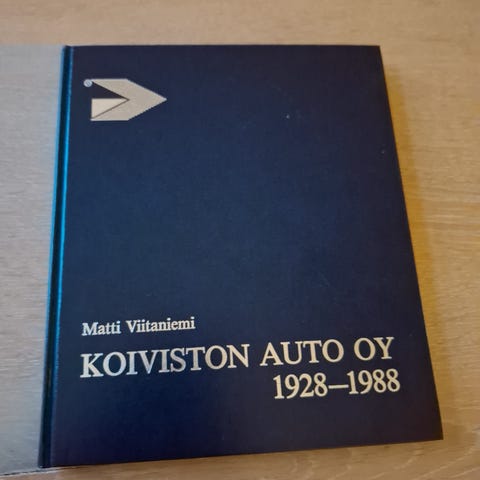 Matti Viitaniemi
KOIVISTON AUTO OY
1928–1988